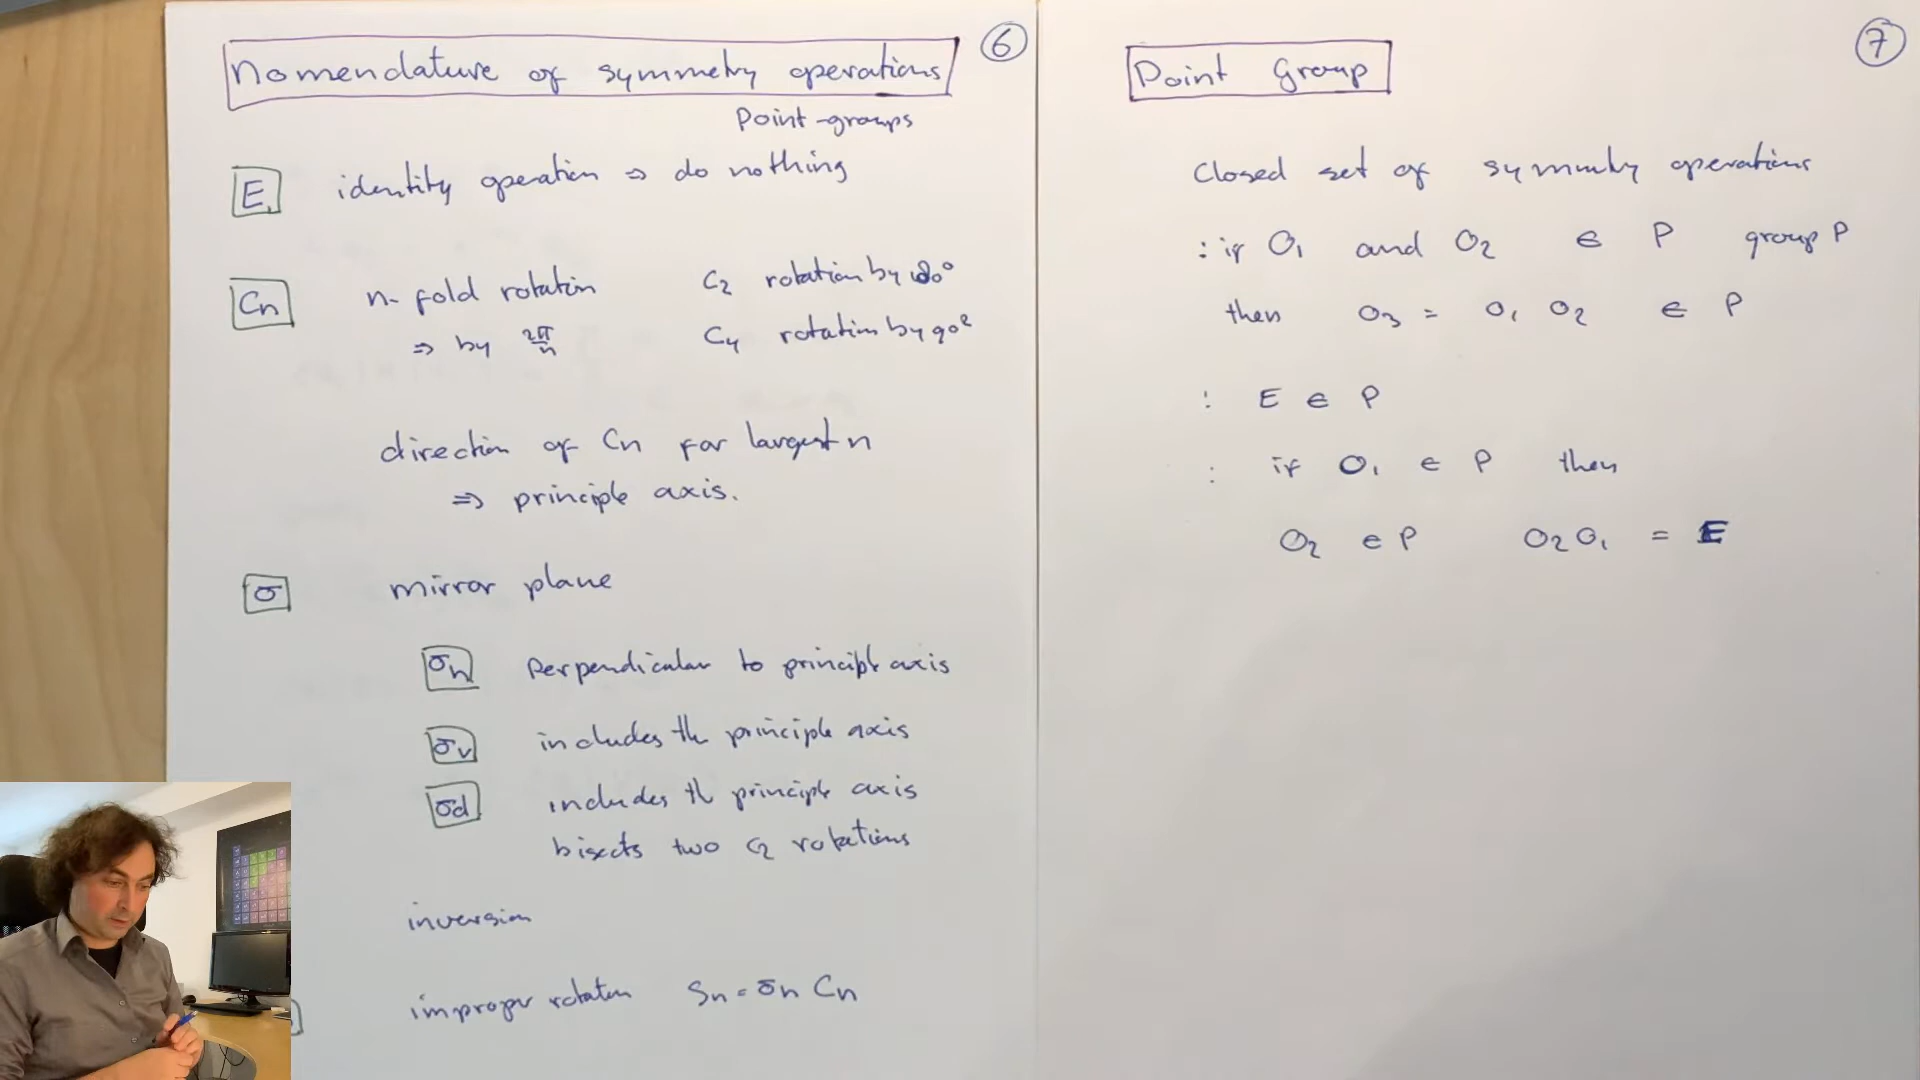 Nomenclature of symmetry operations
6
Point-groups
E identity operation ⇒ do nothing
Cn n-fold rotation C2 rotation by 180°
⇒ by 2π/n C4 rotation by 90°
direction of Cn for largest n
⇒ principle axis.
σ mirror plane
σh Perpendicular to principle axis
σv includes the principle axis
σd includes the principle axis
bisects two C2 rotations
inversion
improper rotation Sn = σh Cn
Point Group
7
Closed set of symmetry operations
: if O1 and O2 ∈ P group P
then O3 = O1 O2 ∈ P
: E ∈ P
: if O1 ∈ P then
O2 ∈ P O2O1 = E